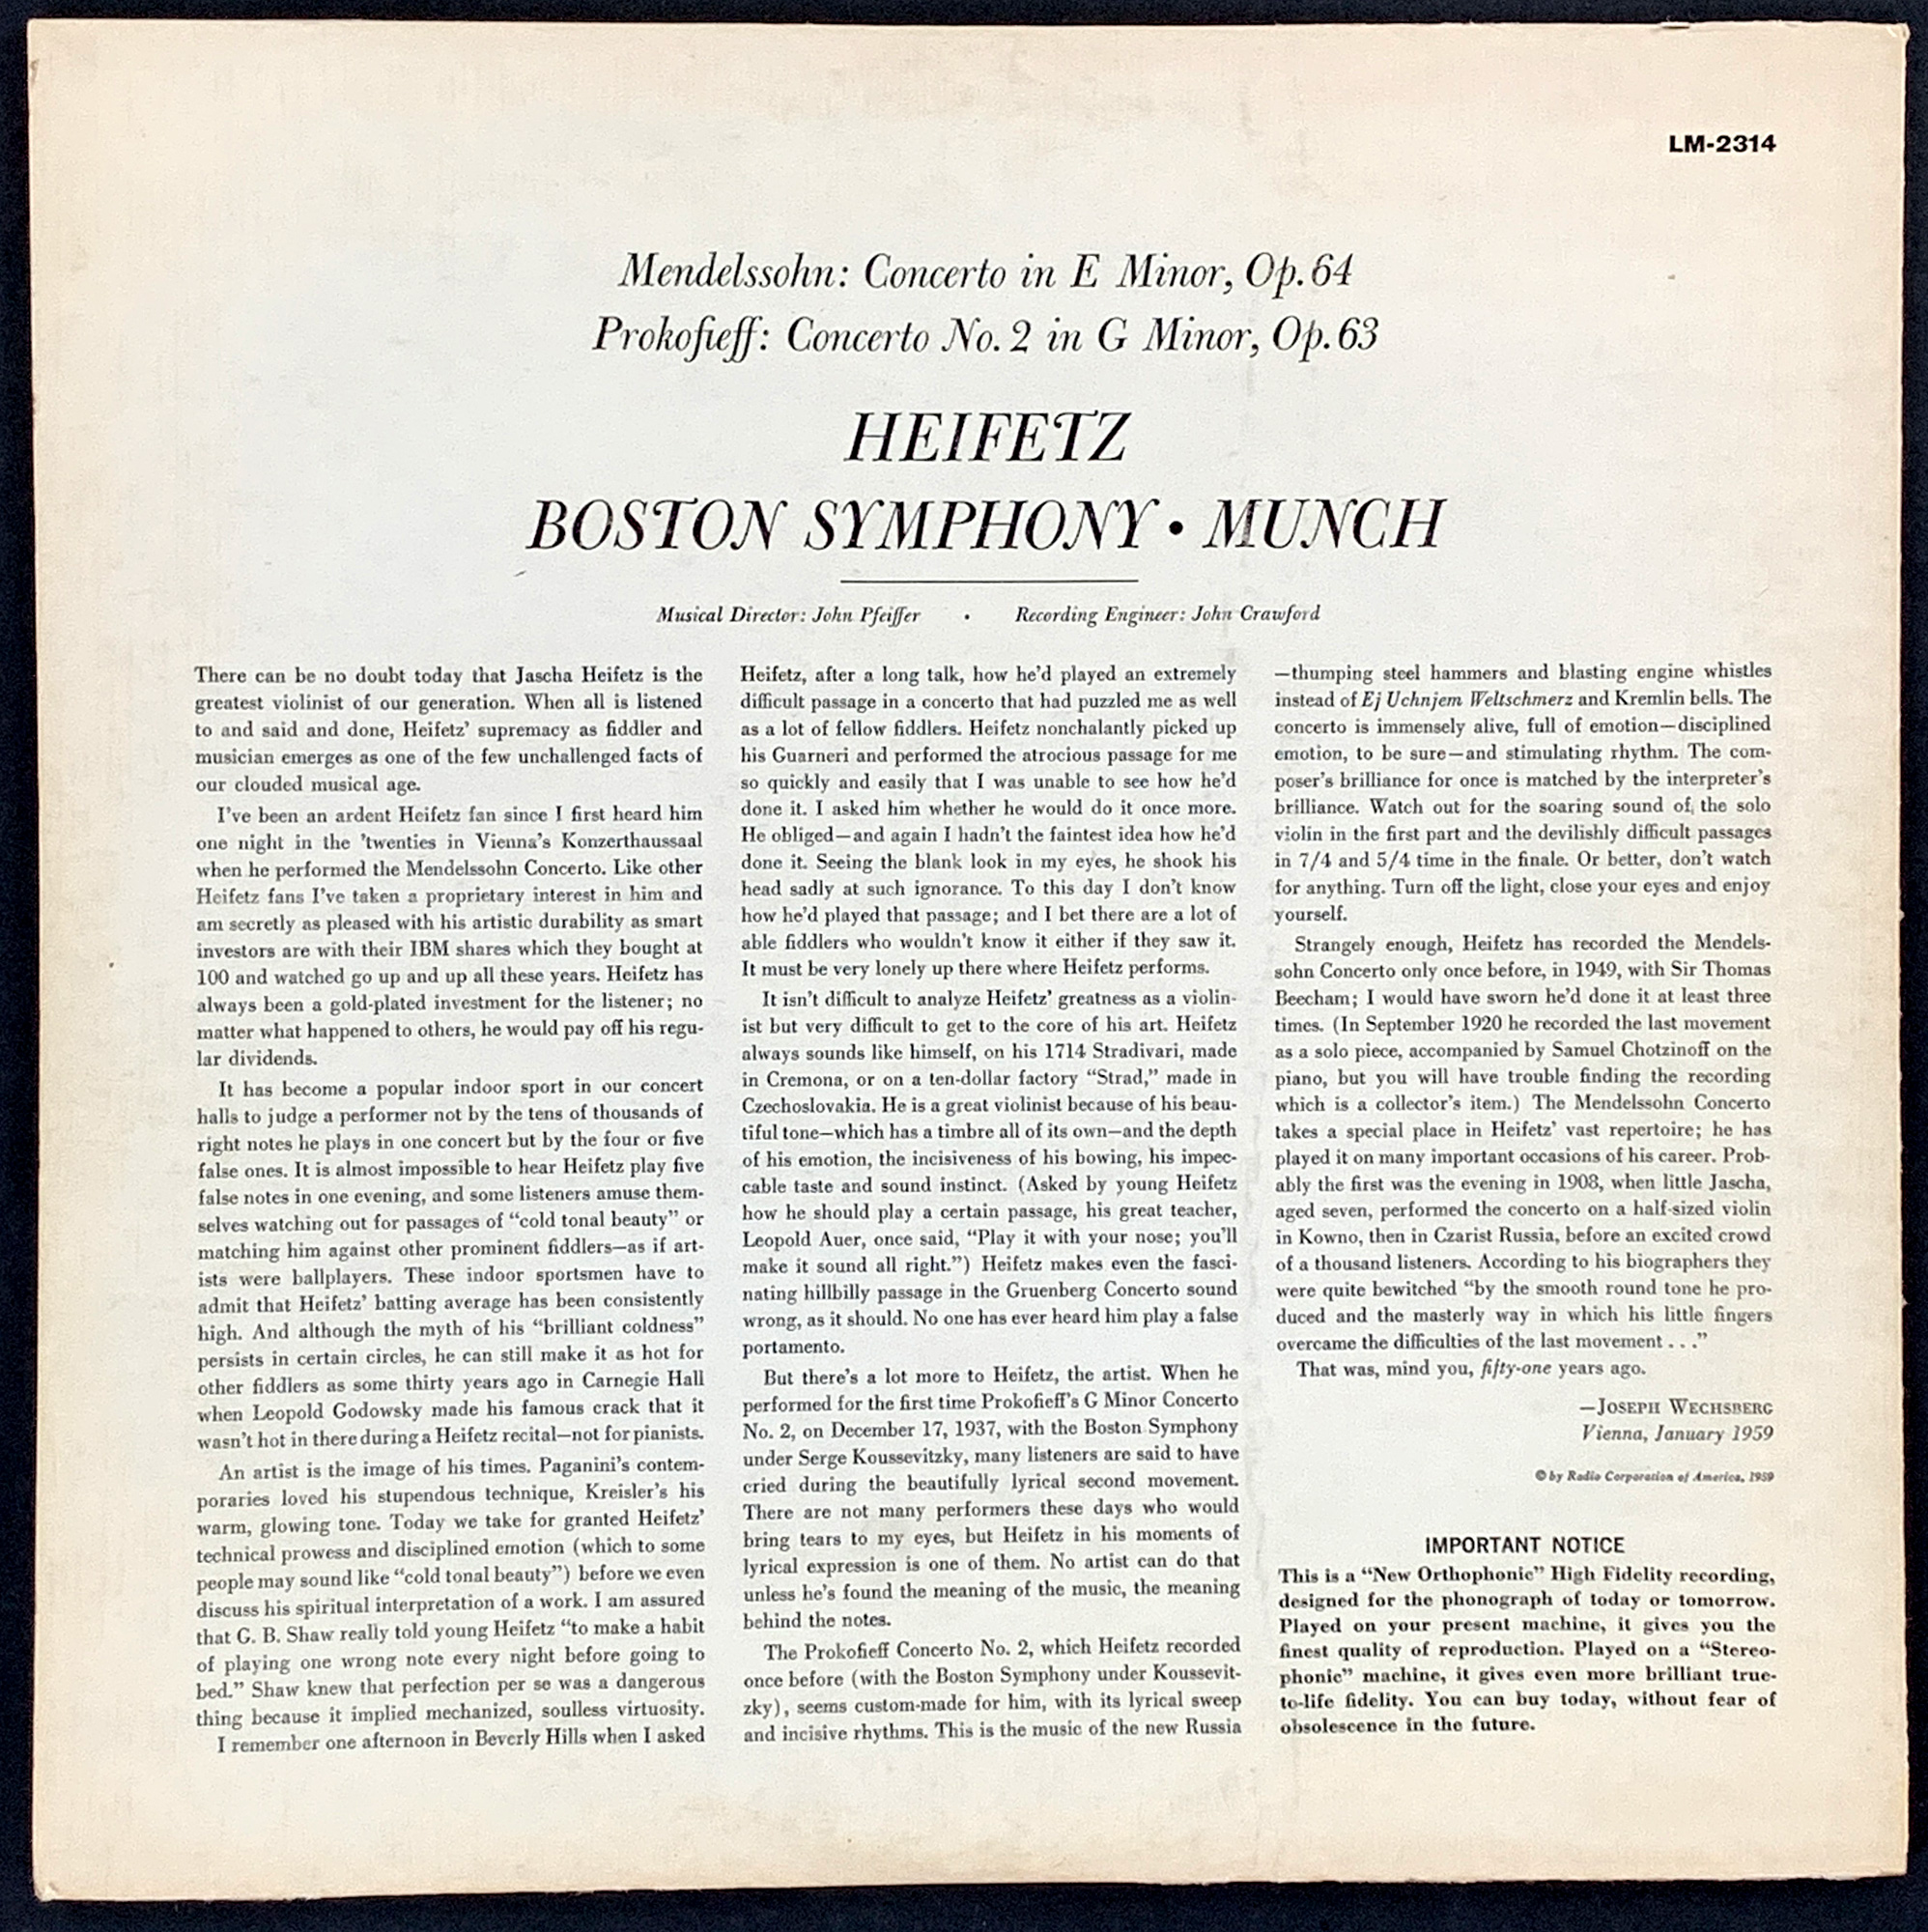 LM-2314
Mendelssohn: Concerto in E Minor, Op. 64
Prokofieff: Concerto No. 2 in G Minor, Op. 63
HEIFETZ
BOSTON SYMPHONY • MUNCH
Musical Director: John Pfeiffer • Recording Engineer: John Crawford
There can be no doubt today that Jascha Heifetz is the
greatest violinist of our generation. When all is listened
to and said and done, Heifetz' supremacy as fiddler and
musician emerges as one of the few unchallenged facts of
our clouded musical age.
I've been an ardent Heifetz fan since I first heard him
one night in the 'twenties in Vienna's Konzerthaussaal
when he performed the Mendelssohn Concerto. Like other
Heifetz fans I've taken a proprietary interest in him and
am secretly as pleased with his artistic durability as smart
investors are with their IBM shares which they bought at
100 and watched go up and up all these years. Heifetz has
always been a gold-plated investment for the listener; no
matter what happened to others, he would pay off his regu-
lar dividends.
It has become a popular indoor sport in our concert
halls to judge a performer not by the tens of thousands of
right notes he plays in one concert but by the four or five
false ones. It is almost impossible to hear Heifetz play five
false notes in one evening, and some listeners amuse them-
selves watching out for passages of “cold tonal beauty” or
matching him against other prominent fiddlers—as if art-
ists were ballplayers. These indoor sportsmen have to
admit that Heifetz' batting average has been consistently
high. And although the myth of his “brilliant coldness”
persists in certain circles, he can still make it as hot for
other fiddlers as some thirty years ago in Carnegie Hall
when Leopold Godowsky made his famous crack that it
wasn't hot in there during a Heifetz recital—not for pianists.
An artist is the image of his times. Paganini's contem-
poraries loved his stupendous technique, Kreisler's his
warm, glowing tone. Today we take for granted Heifetz'
technical prowess and disciplined emotion (which to some
people may sound like “cold tonal beauty”) before we even
discuss his spiritual interpretation of a work. I am assured
that G. B. Shaw really told young Heifetz “to make a habit
of playing one wrong note every night before going to
bed.” Shaw knew that perfection per se was a dangerous
thing because it implied mechanized, soulless virtuosity.
I remember one afternoon in Beverly Hills when I asked
Heifetz, after a long talk, how he'd played an extremely
difficult passage in a concerto that had puzzled me as well
as a lot of fellow fiddlers. Heifetz nonchalantly picked up
his Guarneri and performed the atrocious passage for me
so quickly and easily that I was unable to see how he'd
done it. I asked him whether he would do it once more.
He obliged—and again I hadn't the faintest idea how he'd
done it. Seeing the blank look in my eyes, he shook his
head sadly at such ignorance. To this day I don't know
how he'd played that passage; and I bet there are a lot of
able fiddlers who wouldn't know it either if they saw it.
It must be very lonely up there where Heifetz performs.
It isn't difficult to analyze Heifetz' greatness as a violin-
ist but very difficult to get to the core of his art. Heifetz
always sounds like himself, on his 1714 Stradivari, made
in Cremona, or on a ten-dollar factory “Strad,” made in
Czechoslovakia. He is a great violinist because of his beau-
tiful tone—which has a timbre all of its own—and the depth
of his emotion, the incisiveness of his bowing, his impec-
cable taste and sound instinct. (Asked by young Heifetz
how he should play a certain passage, his great teacher,
Leopold Auer, once said, “Play it with your nose; you'll
make it sound all right.”) Heifetz makes even the fasci-
nating hillbilly passage in the Gruenberg Concerto sound
wrong, as it should. No one has ever heard him play a false
portamento.
But there's a lot more to Heifetz, the artist. When he
performed for the first time Prokofieff's G Minor Concerto
No. 2, on December 17, 1937, with the Boston Symphony
under Serge Koussevitzky, many listeners are said to have
cried during the beautifully lyrical second movement.
There are not many performers these days who would
bring tears to my eyes, but Heifetz in his moments of
lyrical expression is one of them. No artist can do that
unless he's found the meaning of the music, the meaning
behind the notes.
The Prokofieff Concerto No. 2, which Heifetz recorded
once before (with the Boston Symphony under Koussevit-
zky), seems custom-made for him, with its lyrical sweep
and incisive rhythms. This is the music of the new Russia
—thumping steel hammers and blasting engine whistles
instead of Ej Uchnjem Weltschmerz and Kremlin bells. The
concerto is immensely alive, full of emotion—disciplined
emotion, to be sure—and stimulating rhythm. The com-
poser's brilliance for once is matched by the interpreter's
brilliance. Watch out for the soaring sound of the solo
violin in the first part and the devilishly difficult passages
in 7/4 and 5/4 time in the finale. Or better, don't watch
for anything. Turn off the light, close your eyes and enjoy
yourself.
Strangely enough, Heifetz has recorded the Mendels-
sohn Concerto only once before, in 1949, with Sir Thomas
Beecham; I would have sworn he'd done it at least three
times. (In September 1920 he recorded the last movement
as a solo piece, accompanied by Samuel Chotzinoff on the
piano, but you will have trouble finding the recording
which is a collector's item.) The Mendelssohn Concerto
takes a special place in Heifetz' vast repertoire; he has
played it on many important occasions of his career. Prob-
ably the first was the evening in 1908, when little Jascha,
aged seven, performed the concerto on a half-sized violin
in Kowno, then in Czarist Russia, before an excited crowd
of a thousand listeners. According to his biographers they
were quite bewitched “by the smooth round tone he pro-
duced and the masterly way in which his little fingers
overcame the difficulties of the last movement . . .”
That was, mind you, fifty-one years ago.
—JOSEPH WECHSBERG
Vienna, January 1959
© by Radio Corporation of America, 1959
IMPORTANT NOTICE
This is a “New Orthophonic” High Fidelity recording,
designed for the phonograph of today or tomorrow.
Played on your present machine, it gives you the
finest quality of reproduction. Played on a “Stereo-
phonic” machine, it gives even more brilliant true-
to-life fidelity. You can buy today, without fear of
obsolescence in the future.